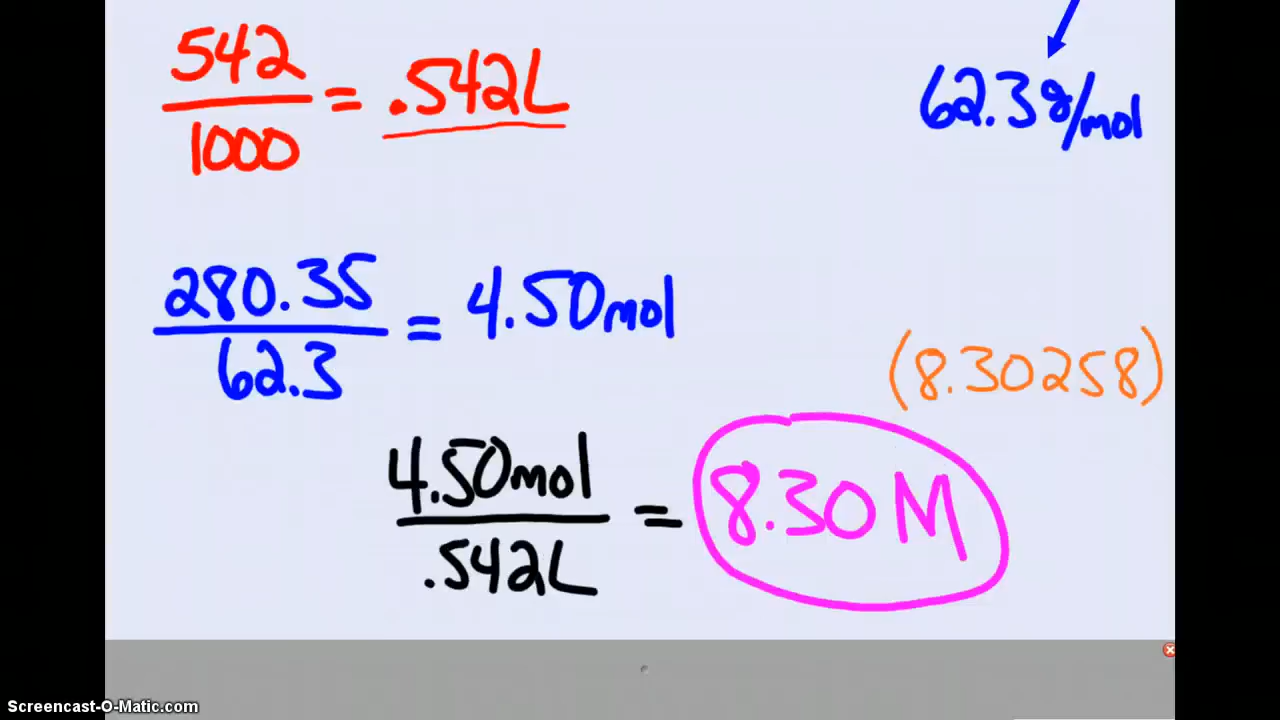 542
1000
= .542L
62.3g/mol
280.35
62.3
= 4.50mol
(8.30258)
4.50mol
.542L
= 8.30 M
Screencast-O-Matic.com